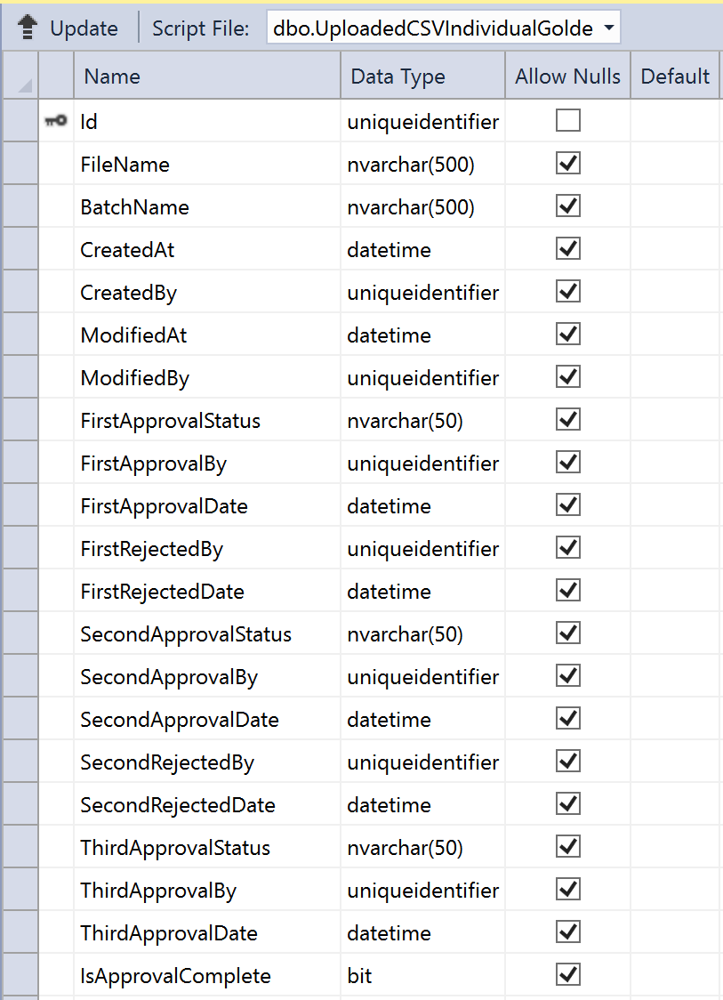 Update Script File: dbo.UploadedCSVIndividualGolde
Name Data Type Allow Nulls Default
Id uniqueidentifier
FileName nvarchar(500)
BatchName nvarchar(500)
CreatedAt datetime
CreatedBy uniqueidentifier
ModifiedAt datetime
ModifiedBy uniqueidentifier
FirstApprovalStatus nvarchar(50)
FirstApprovalBy uniqueidentifier
FirstApprovalDate datetime
FirstRejectedBy uniqueidentifier
FirstRejectedDate datetime
SecondApprovalStatus nvarchar(50)
SecondApprovalBy uniqueidentifier
SecondApprovalDate datetime
SecondRejectedBy uniqueidentifier
SecondRejectedDate datetime
ThirdApprovalStatus nvarchar(50)
ThirdApprovalBy uniqueidentifier
ThirdApprovalDate datetime
IsApprovalComplete bit